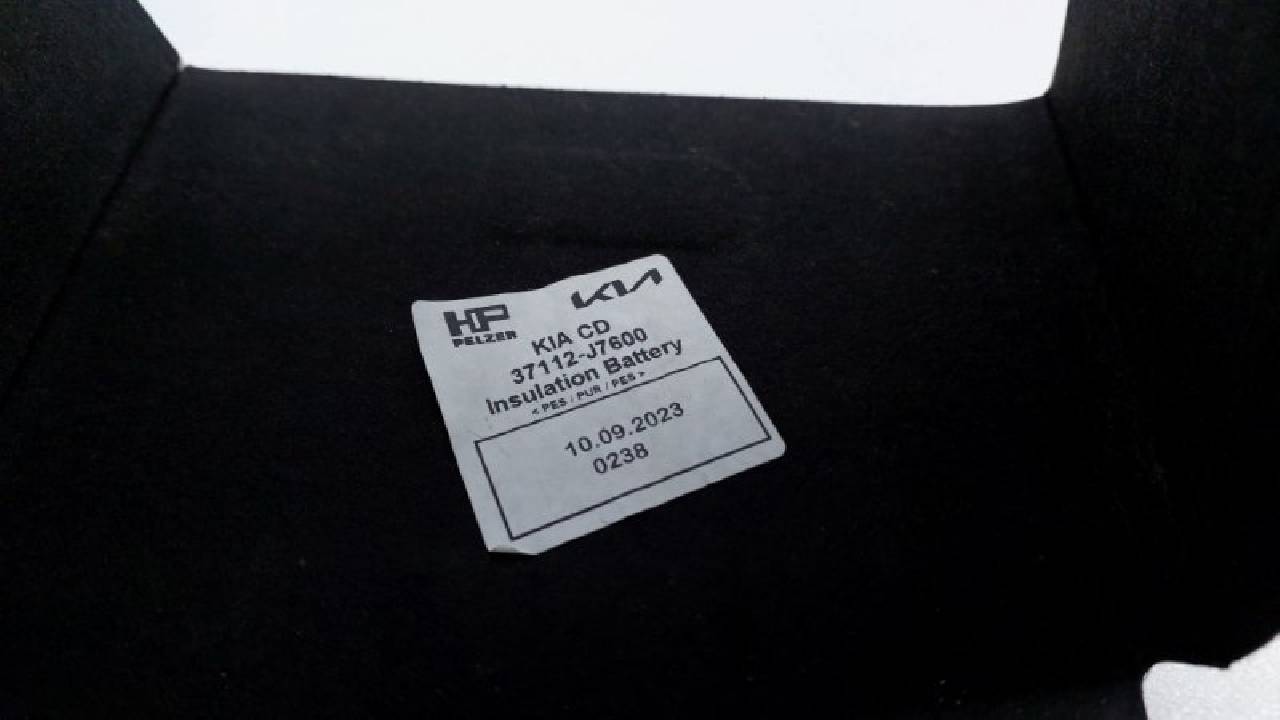 HP
PELZER
KIA
KIA CD
37112-J7600
Insulation Battery
< PES / PUR / PES >
10.09.2023
0238